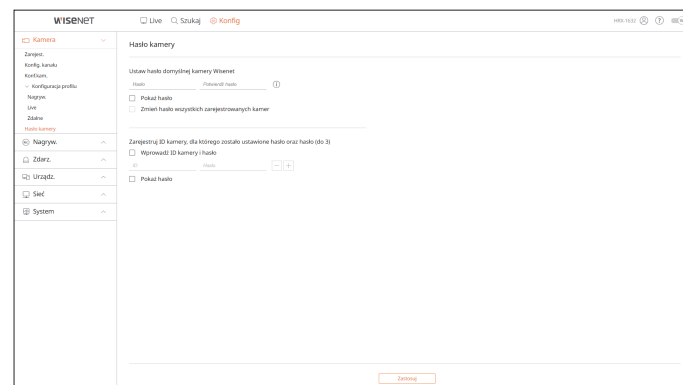 WISENET
Live Szukaj Konfig
HRX-1632
Kamera
Zarejest.
Konfig. kanału
Konf.kam.
Konfiguracja profilu
Nagryw.
Live
Zdalne
Hasło kamery
Nagryw.
Zdarz.
Urządz.
Sieć
System
Hasło kamery
Ustaw hasło domyślnej kamery Wisenet
Hasło Potwierdź hasło
Pokaż hasło
Zmień hasło wszystkich zarejestrowanych kamer
Zarejestruj ID kamery, dla którego zostało ustawione hasło oraz hasło (do 3)
Wprowadź ID kamery i hasło
ID Hasło
Pokaż hasło
Zastosuj